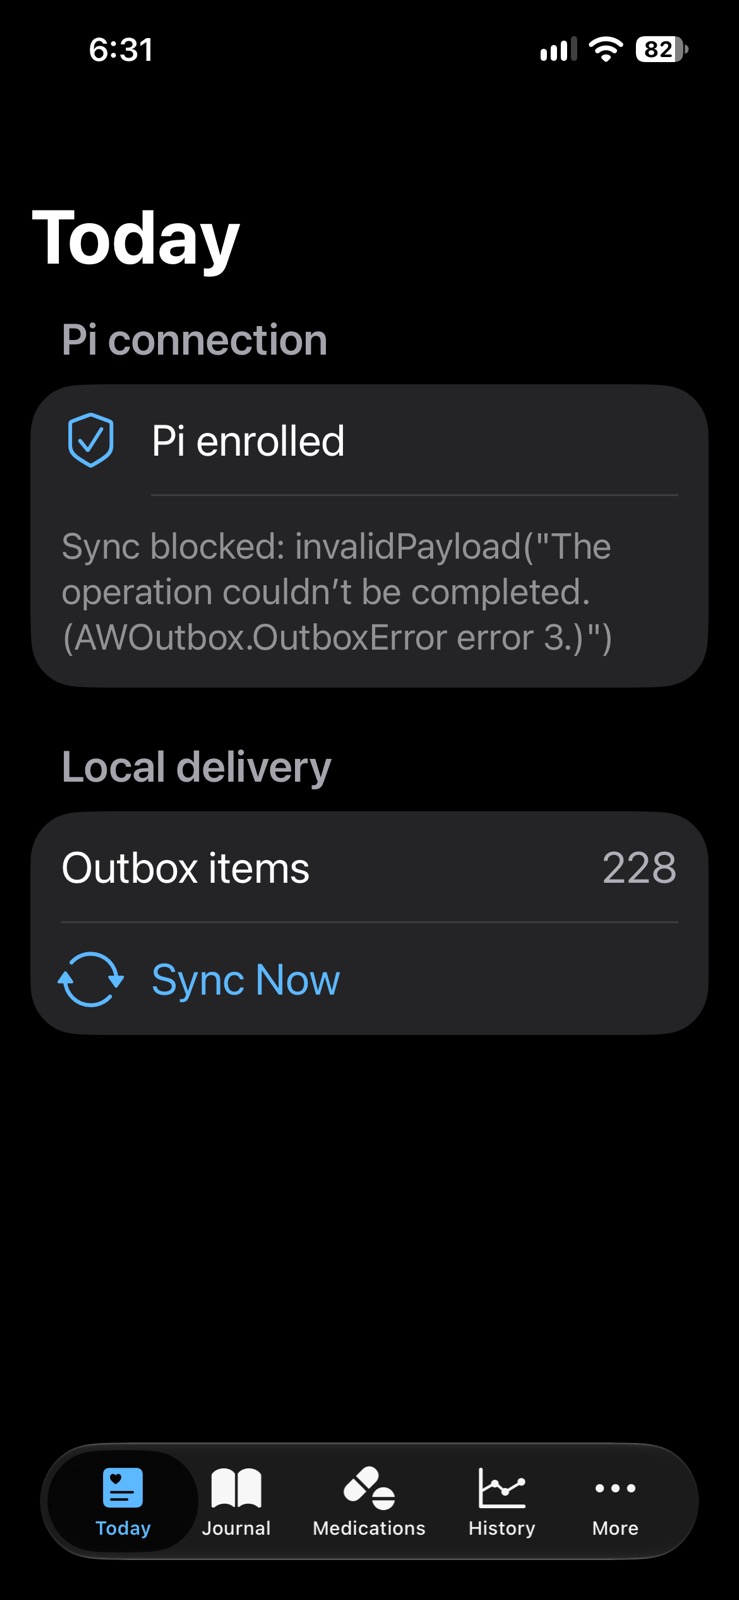 6:31
82
Today
Pi connection
Pi enrolled
Sync blocked: invalidPayload("The
operation couldn’t be completed.
(AWOutbox.OutboxError error 3.)")
Local delivery
Outbox items 228
Sync Now
Today Journal Medications History More